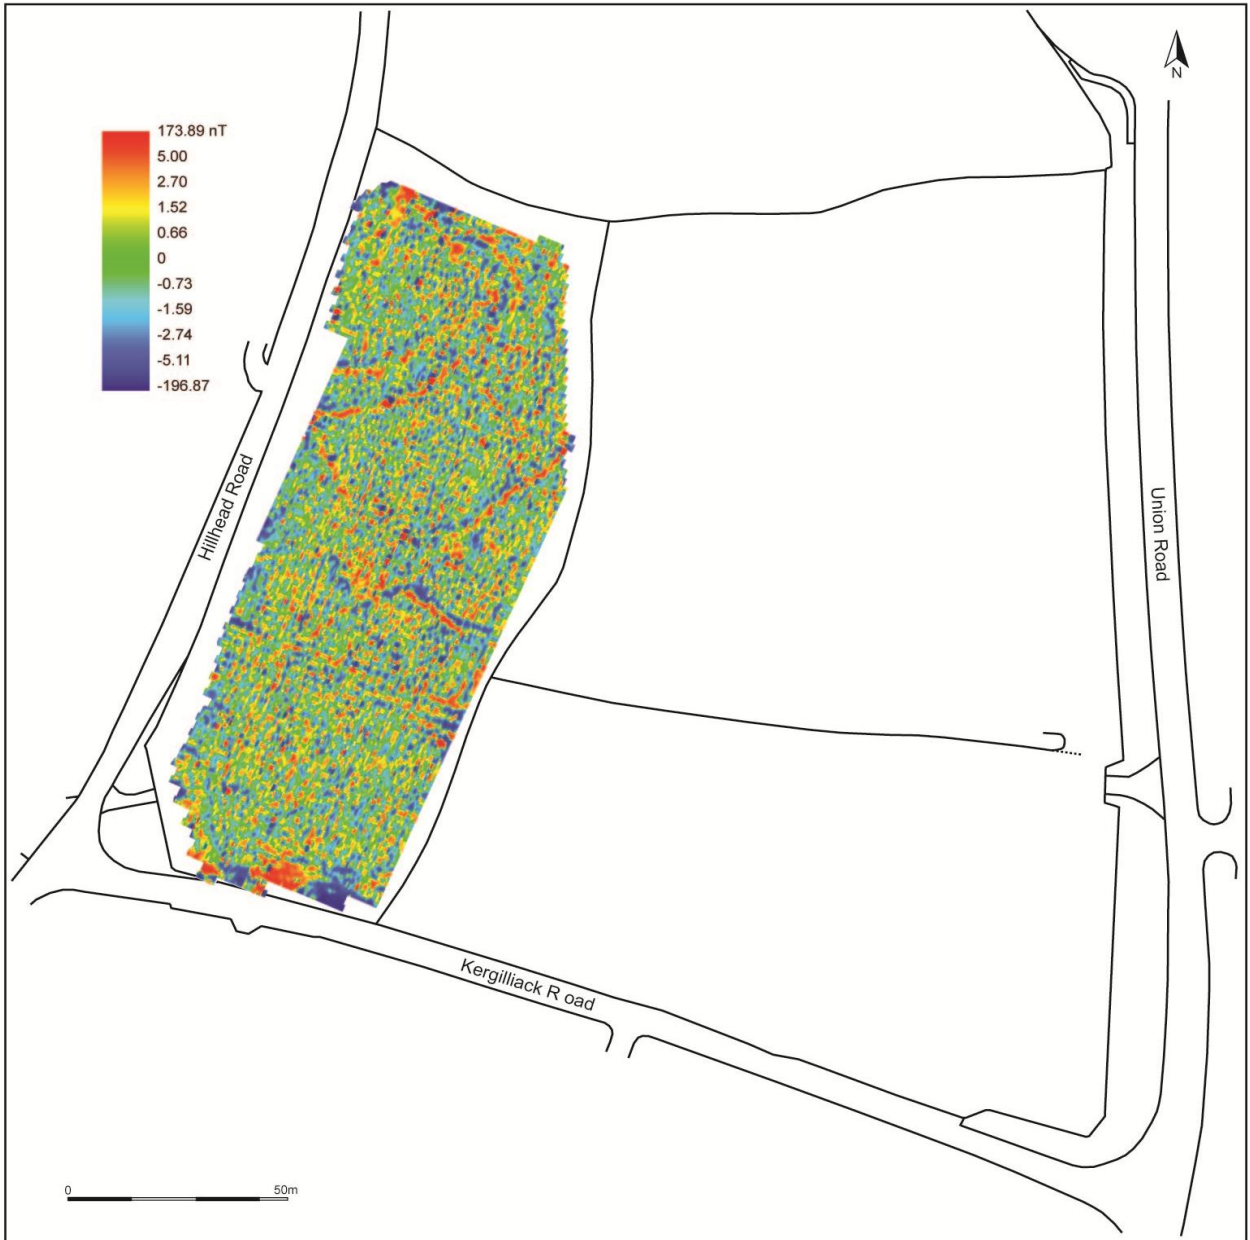 N
173.89 nT
5.00
2.70
1.52
0.66
0
-0.73
-1.59
-2.74
-5.11
-196.87
Hillhead Road
Union Road
Kergilliack R oad
0 50m